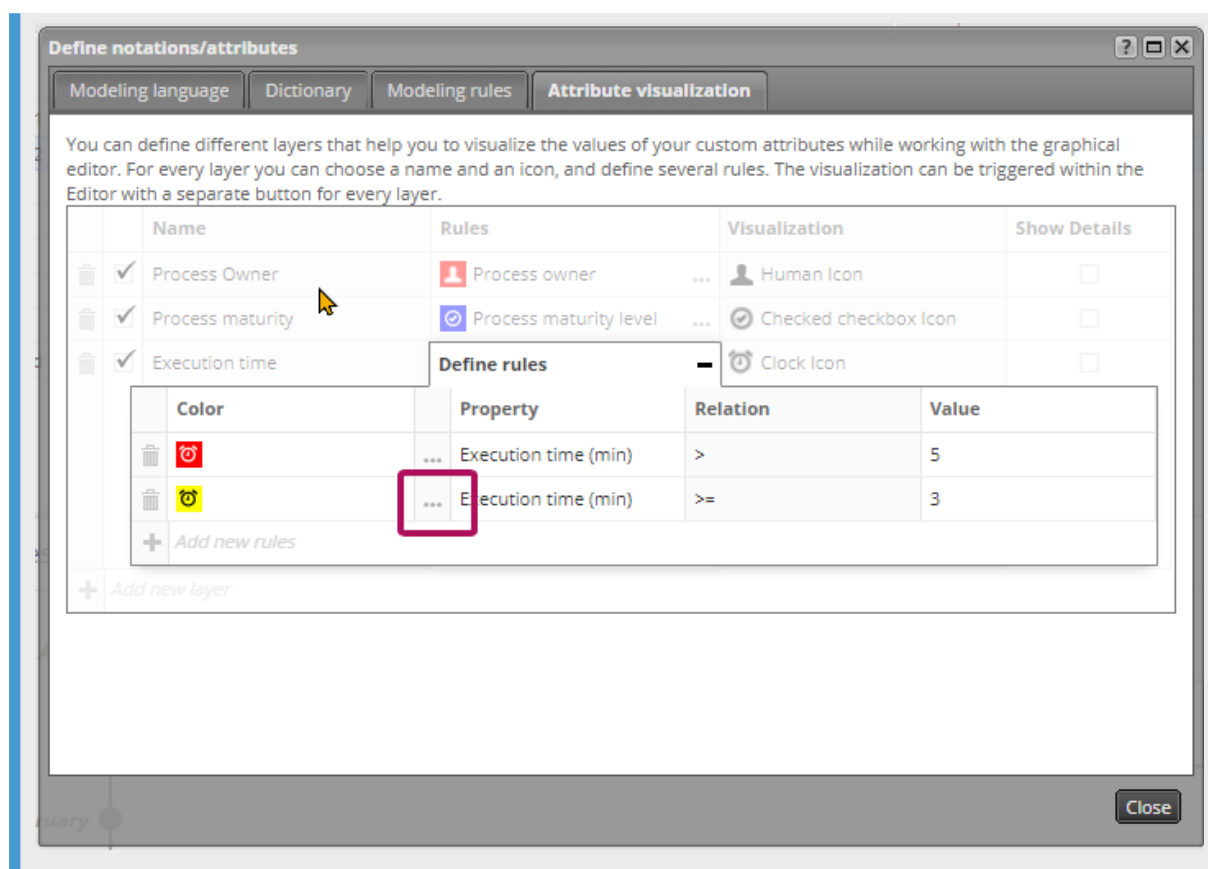 Define notations/attributes
Modeling language Dictionary Modeling rules Attribute visualization
You can define different layers that help you to visualize the values of your custom attributes while working with the graphical
editor. For every layer you can choose a name and an icon, and define several rules. The visualization can be triggered within the
Editor with a separate button for every layer.
Name Rules Visualization Show Details
Process Owner Process owner ... Human Icon
Process maturity Process maturity level ... Checked checkbox Icon
Execution time Define rules Clock Icon
Color Property Relation Value
... Execution time (min) > 5
... Execution time (min) >= 3
Add new rules
Add new layer
Close